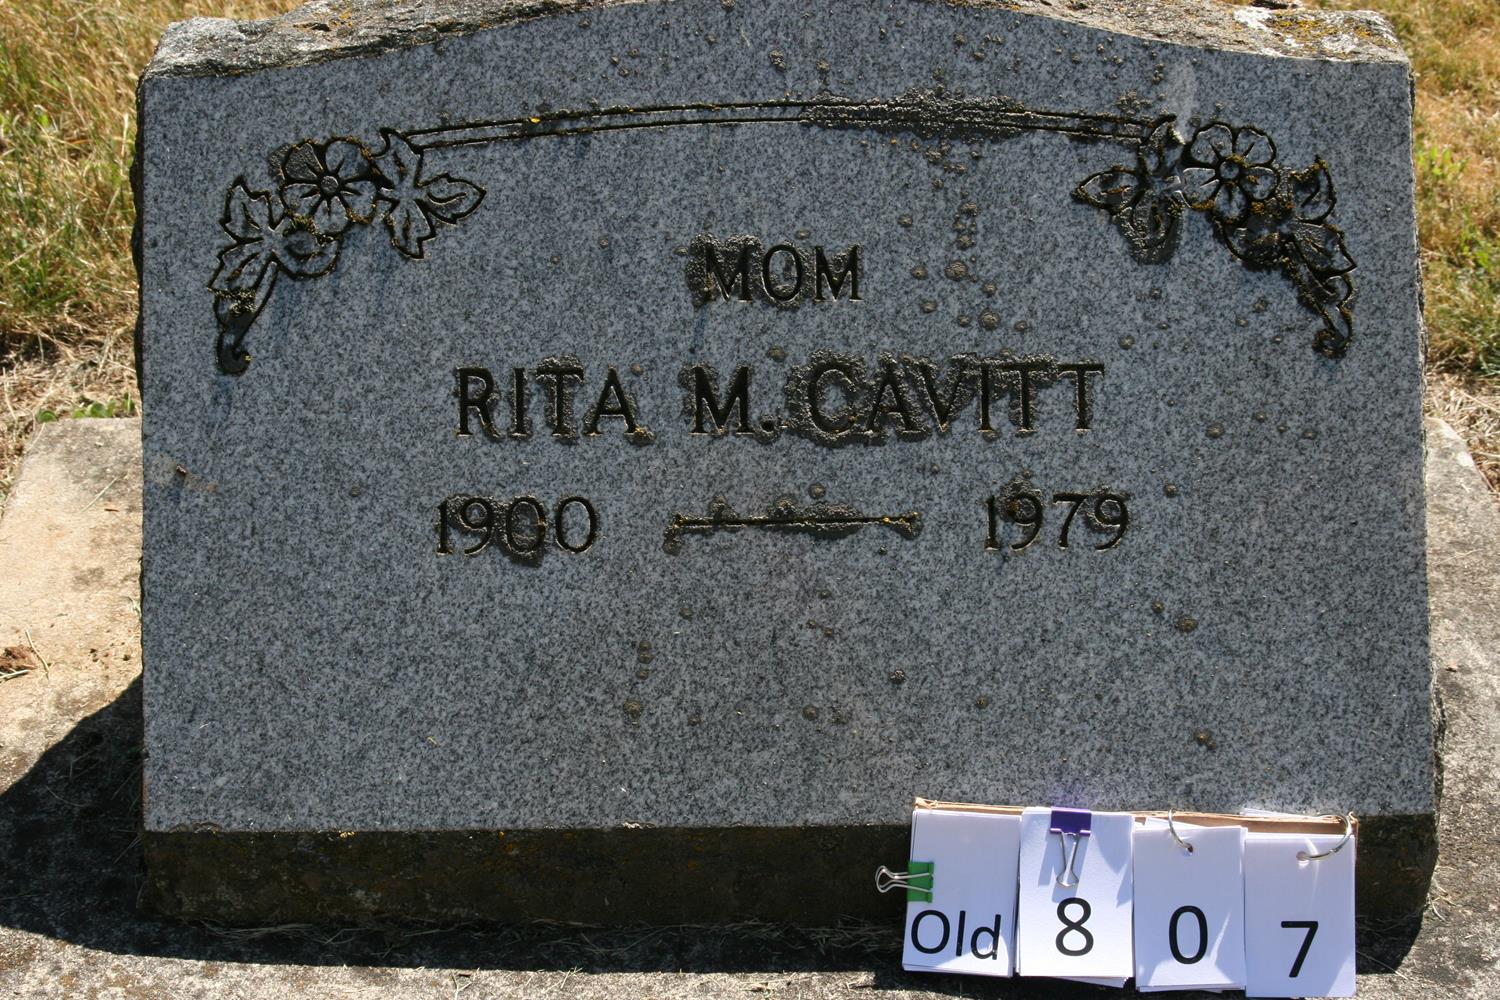 MOM
RITA M. CAVITT
1900 — 1979
Old 8 0 7